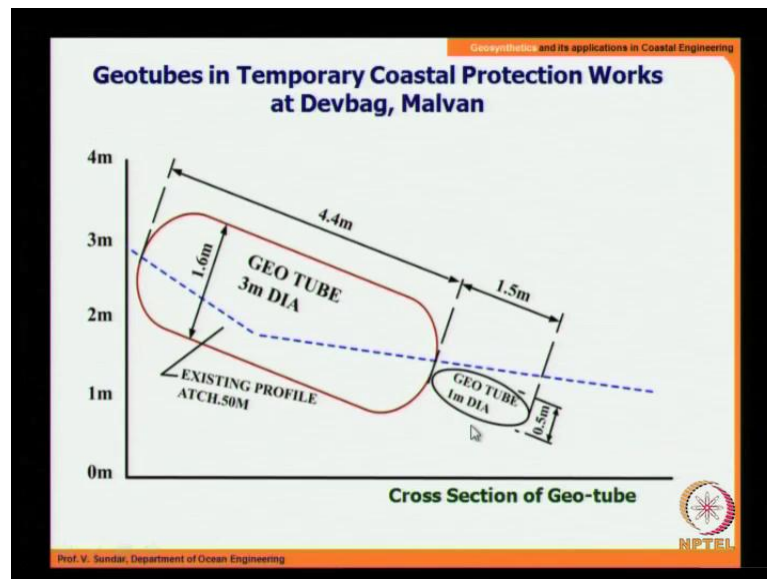 Geosynthetics and its applications in Coastal Engineering
Geotubes in Temporary Coastal Protection Works
at Devbag, Malvan
4m
3m
2m
1m
0m
4.4m
1.5m
1.6m
GEO TUBE
3m DIA
EXISTING PROFILE
ATCH.50M
GEO TUBE
1m DIA
0.5m
Cross Section of Geo-tube
NPTEL
Prof. V. Sundar, Department of Ocean Engineering